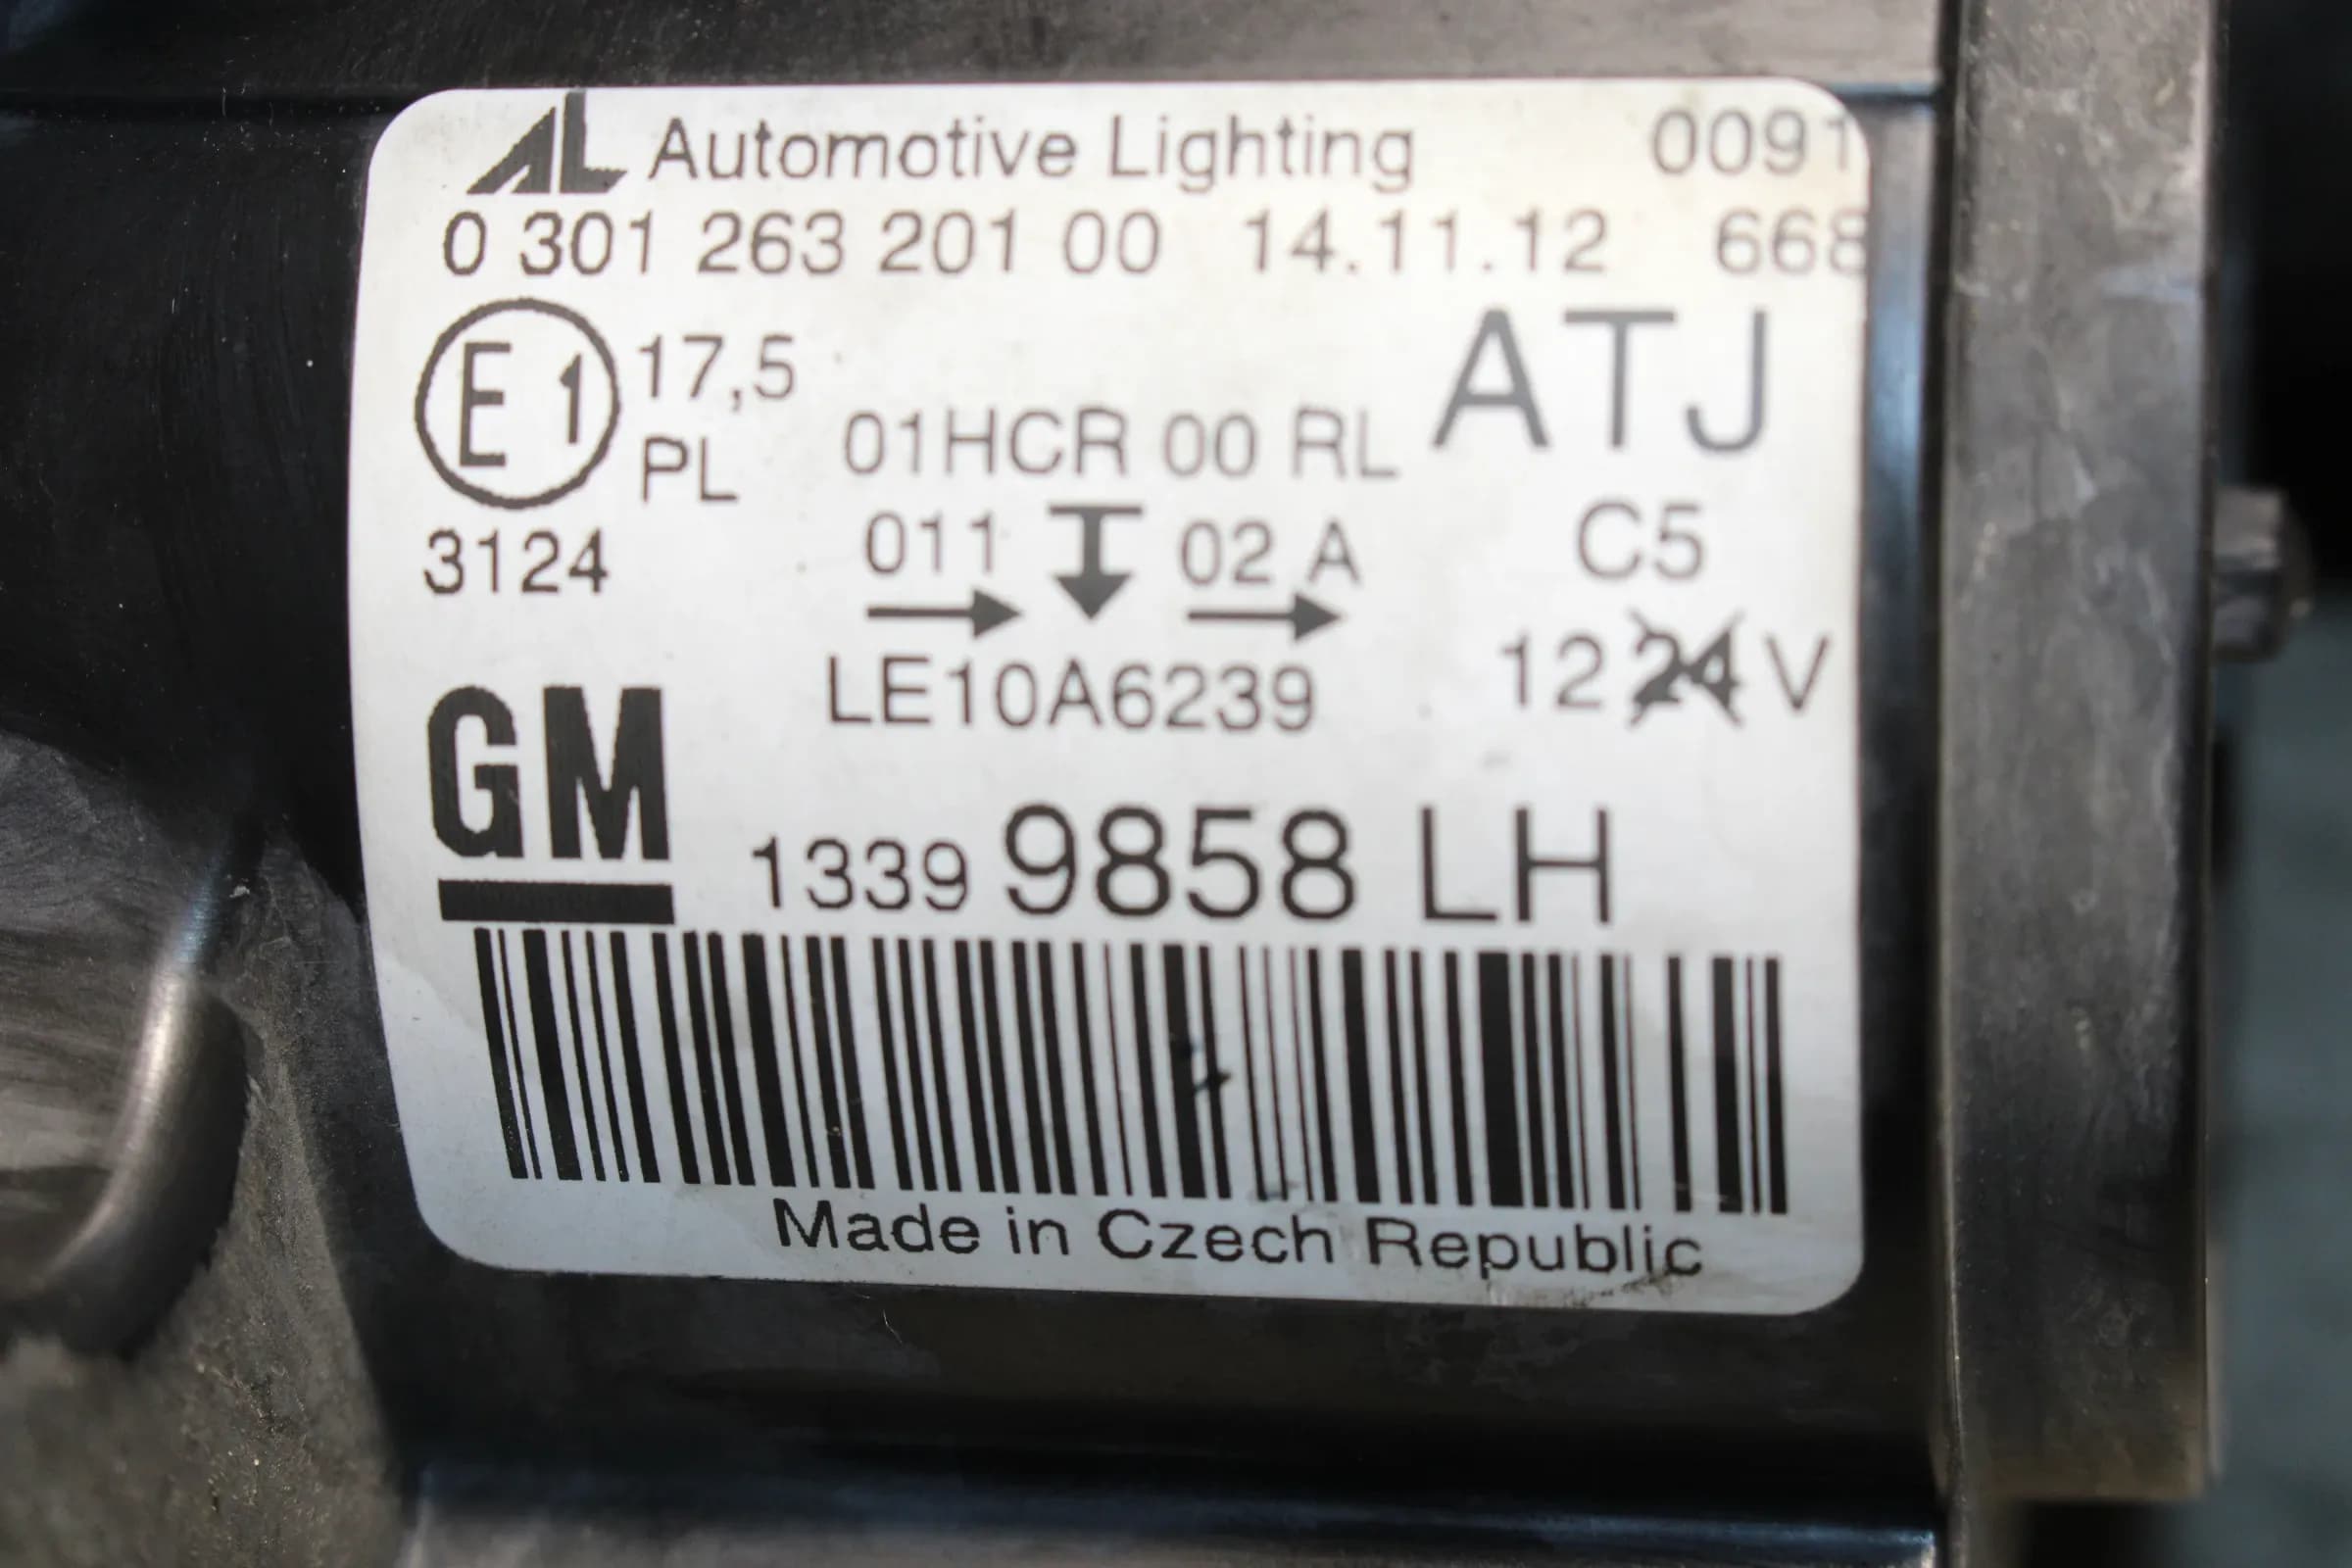 AL Automotive Lighting 0091
0 301 263 201 00 14.11.12 668
E1 17,5 ATJ
PL 01HCR 00 RL
3124 011 02 A C5
LE10A6239 12 24 V
GM 1339 9858 LH
Made in Czech Republic